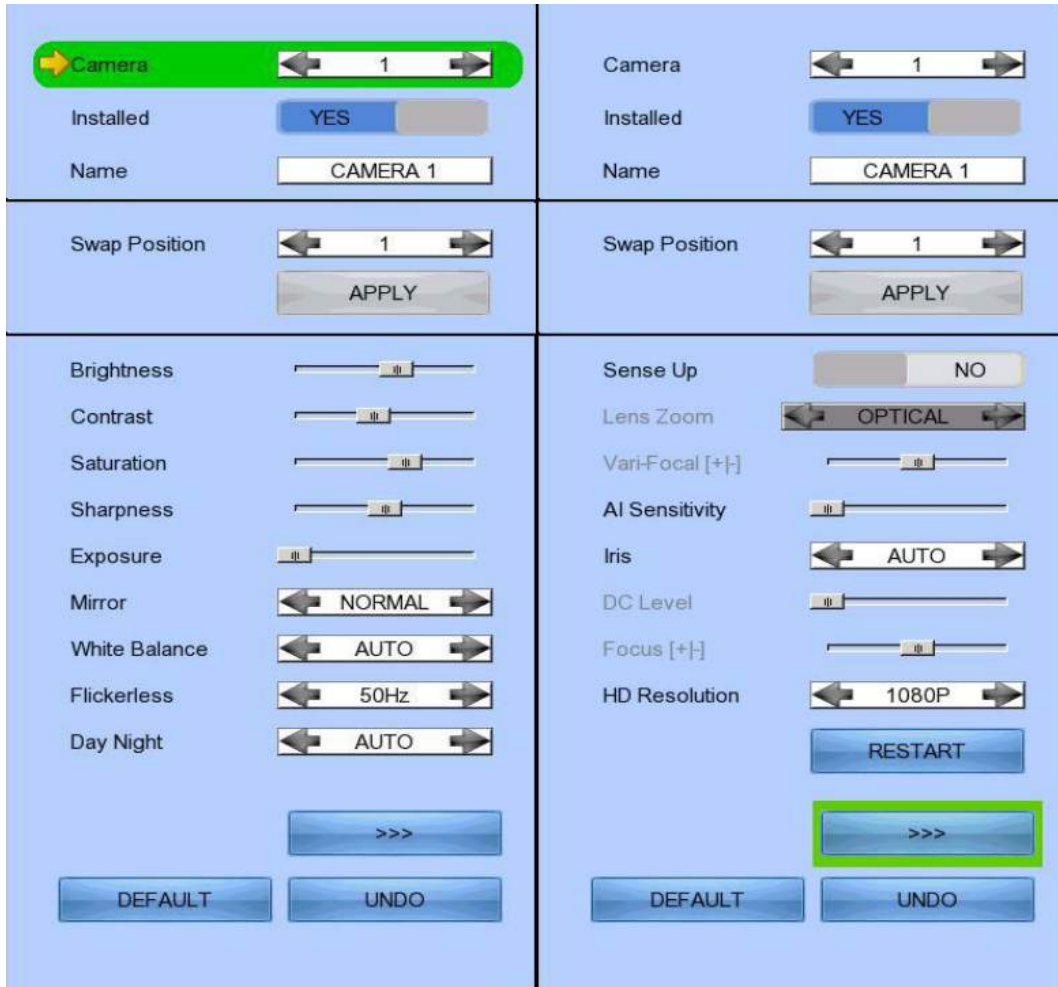 Camera 1
Installed YES
Name CAMERA 1
Swap Position 1
APPLY
Brightness
Contrast
Saturation
Sharpness
Exposure
Mirror NORMAL
White Balance AUTO
Flickerless 50Hz
Day Night AUTO
>>>
DEFAULT UNDO
Camera 1
Installed YES
Name CAMERA 1
Swap Position 1
APPLY
Sense Up NO
Lens Zoom OPTICAL
Vari-Focal [+|-]
AI Sensitivity
Iris AUTO
DC Level
Focus [+|-]
HD Resolution 1080P
RESTART
>>>
DEFAULT UNDO